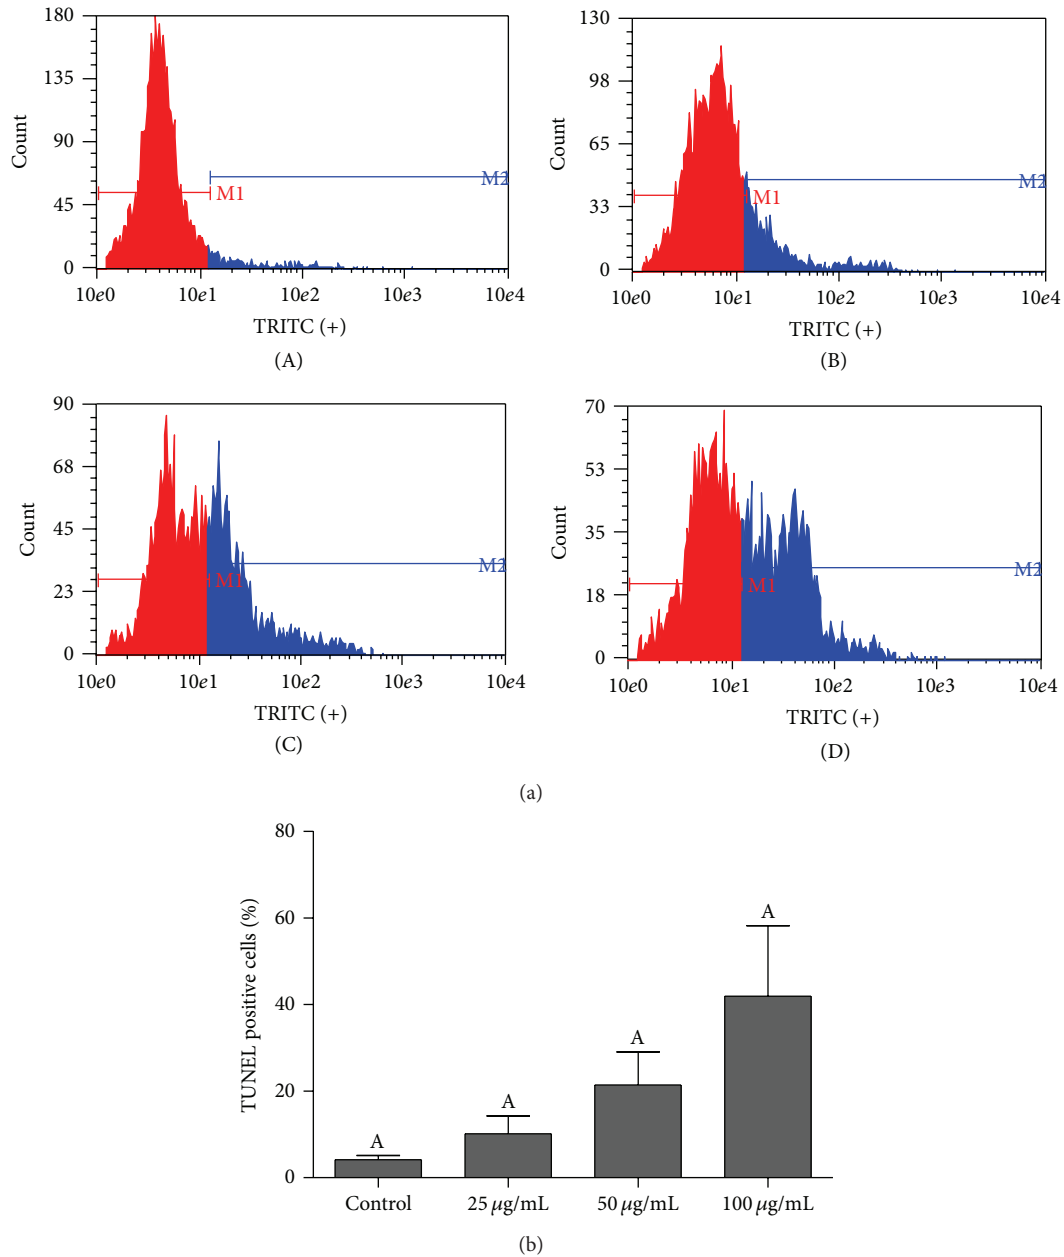 180
135
90
45
0
Count
M1
M2
10e0 10e1 10e2 10e3 10e4
TRITC (+)
(A)
130
98
65
33
0
Count
M1
M2
10e0 10e1 10e2 10e3 10e4
TRITC (+)
(B)
90
68
45
23
0
Count
M1
M2
10e0 10e1 10e2 10e3 10e4
TRITC (+)
(C)
70
53
35
18
0
Count
M1
M2
10e0 10e1 10e2 10e3 10e4
TRITC (+)
(D)
(a)
80
60
40
20
0
TUNEL positive cells (%)
A
A
A
A
Control 25 μg/mL 50 μg/mL 100 μg/mL
(b)